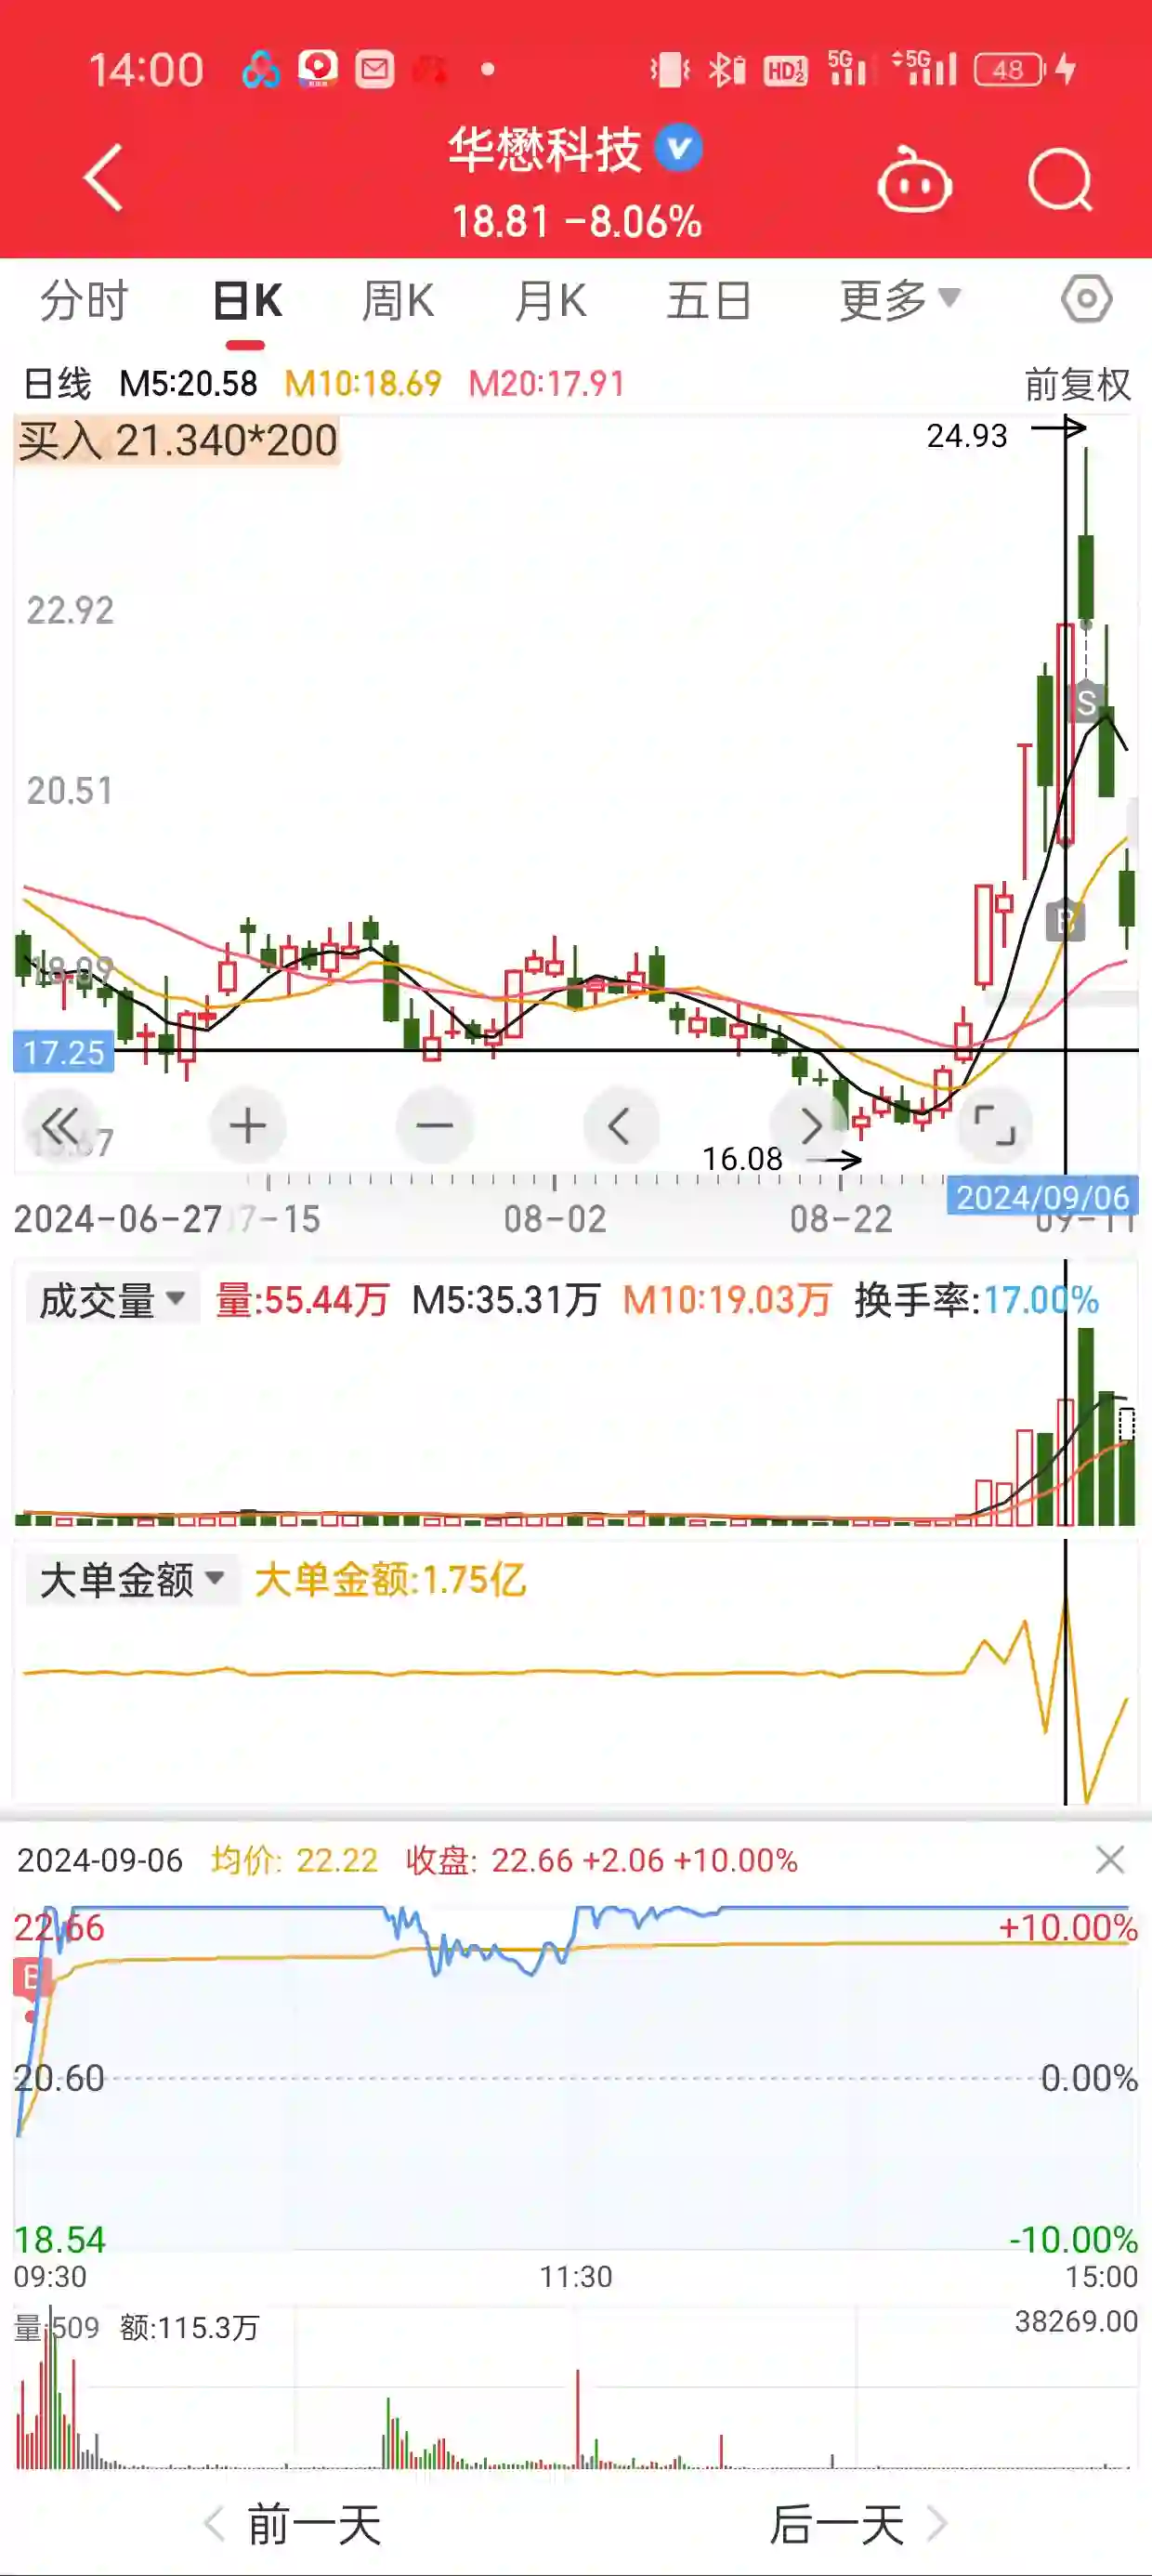 14:00 HD 1 2 5G 5G 48
华懋科技
18.81 -8.06%
分时 日K 周K 月K 五日 更多
日线 M5:20.58 M10:18.69 M20:17.91 前复权
买入 21.340*200
24.93
22.92
S
20.51
B
18.09
17.25
16.08
2024/09/06
2024-06-27 7-15 08-02 08-22 09-11
成交量 量:55.44万 M5:35.31万 M10:19.03万 换手率:17.00%
大单金额 大单金额:1.75亿
2024-09-06 均价: 22.22 收盘: 22.66 +2.06 +10.00%
22.66 +10.00%
B
20.60 0.00%
18.54 -10.00%
09:30 11:30 15:00
量:509 额:115.3万 38269.00
前一天 后一天